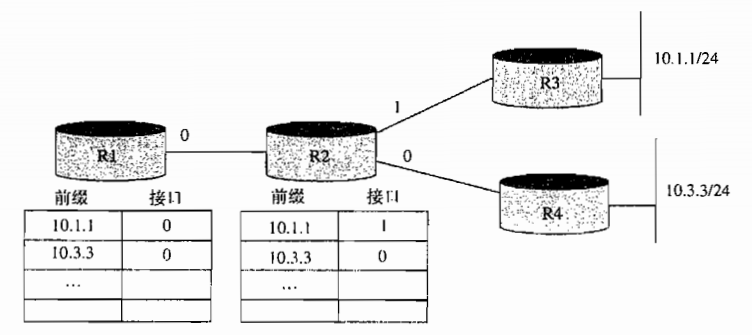 R3
10.1.1/24
1
0
R1
R2
0
10.3.3/24
R4
前缀 接口
10.1.1 0
10.3.3 0
…
前缀 接口
10.1.1 1
10.3.3 0
…